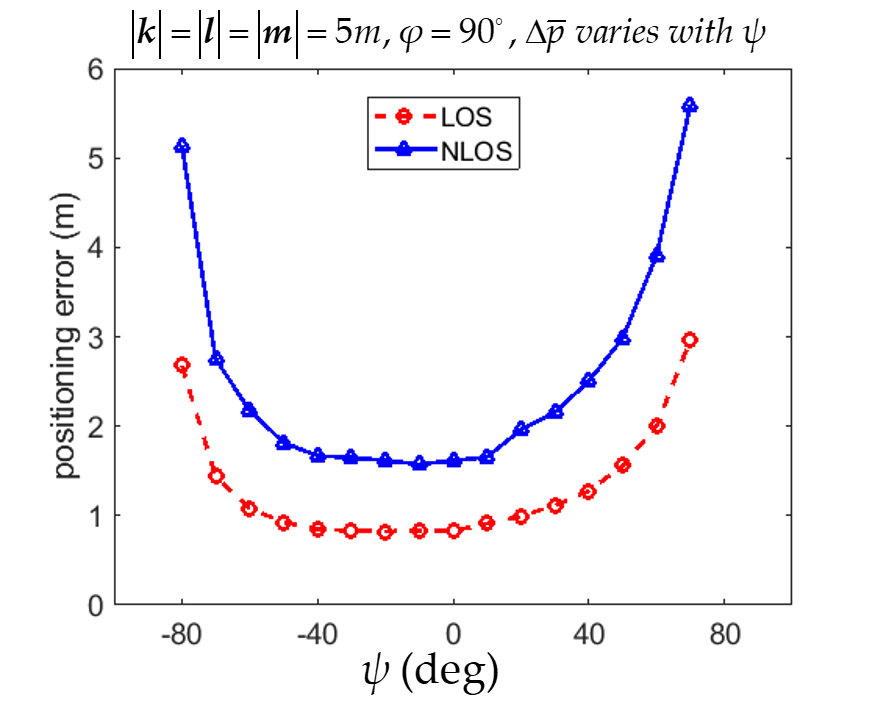 |k| = |l| = |m| = 5m, φ = 90°, Δp̅ varies with ψ
6
5
4
3
2
1
0
positioning error (m)
LOS
NLOS
-80 -40 0 40 80
ψ (deg)